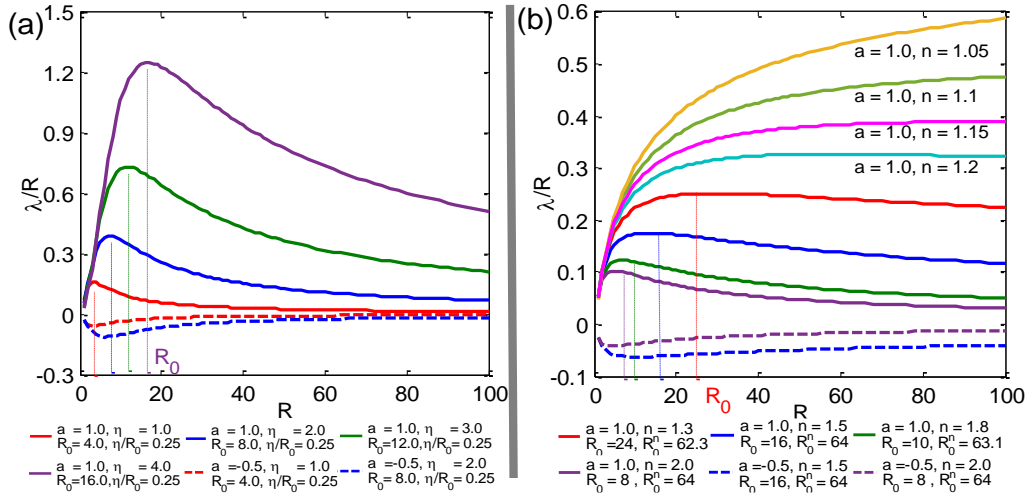 (a)
1.2
0.9
0.6
0.3
0
-0.3
λ/R
0 20 40 60 80 100
R
R0
a = 1.0, η = 1.0
R0= 4.0, η/R0= 0.25
a = 1.0, η = 2.0
R0= 8.0, η/R0= 0.25
a = 1.0, η = 3.0
R0=12.0, η/R0= 0.25
a = 1.0, η = 4.0
R0=16.0, η/R0= 0.25
a =-0.5, η = 1.0
R0= 4.0, η/R0= 0.25
a =-0.5, η = 2.0
R0= 8.0, η/R0= 0.25
(b)
0.6
0.5
0.4
0.3
0.2
0.1
0
-0.1
λ/R
a = 1.0, n = 1.05
a = 1.0, n = 1.1
a = 1.0, n = 1.15
a = 1.0, n = 1.2
0 20 40 60 80 100
R0
R
a = 1.0, n = 1.3
R0=24, R0^n = 62.3
a = 1.0, n = 1.5
R0=16, R0^n = 64
a = 1.0, n = 1.8
R0=10, R0^n = 63.1
a = 1.0, n = 2.0
R0= 8 , R0^n = 64
a =-0.5, n = 1.5
R0=16, R0^n = 64
a =-0.5, n = 2.0
R0= 8 , R0^n = 64